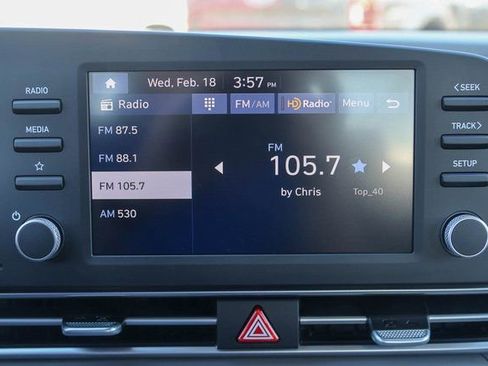 Wed, Feb. 18 3:57 PM
RADIO
Radio
FM/AM
HD Radio
Menu
<SEEK
FM 87.5
MEDIA
FM
TRACK>
FM 88.1
105.7
SETUP
FM 105.7
by Chris
Top_40
AM 530